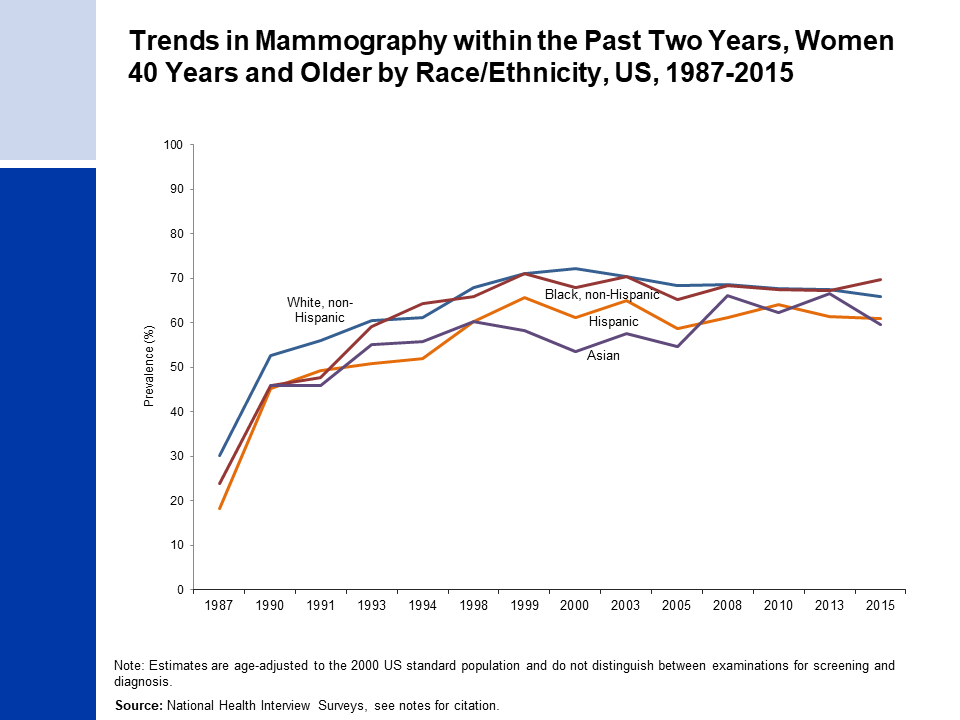 Trends in Mammography within the Past Two Years, Women
40 Years and Older by Race/Ethnicity, US, 1987-2015
100
90
80
70
60
50
40
30
20
10
0
Prevalence (%)
White, non-
Hispanic
Black, non-Hispanic
Hispanic
Asian
1987 1990 1991 1993 1994 1998 1999 2000 2003 2005 2008 2010 2013 2015
Note: Estimates are age-adjusted to the 2000 US standard population and do not distinguish between examinations for screening and
diagnosis.
Source: National Health Interview Surveys, see notes for citation.